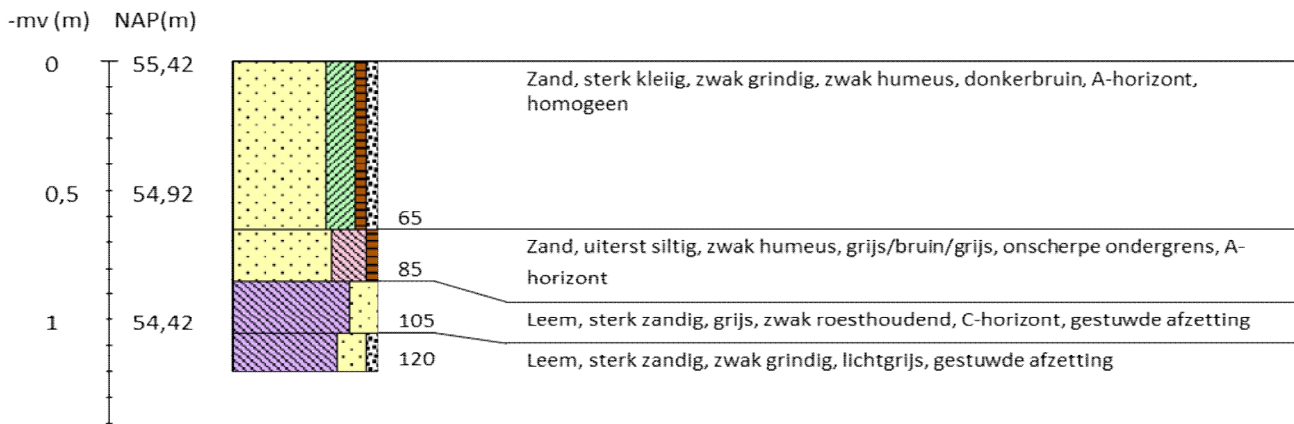 -mv (m) NAP(m)
0 55,42
Zand, sterk kleiig, zwak grindig, zwak humeus, donkerbruin, A-horizont,
homogeen
0,5 54,92
65
Zand, uiterst siltig, zwak humeus, grijs/bruin/grijs, onscherpe ondergrens, A-
85
horizont
1 54,42
105
Leem, sterk zandig, grijs, zwak roesthoudend, C-horizont, gestuwde afzetting
120
Leem, sterk zandig, zwak grindig, lichtgrijs, gestuwde afzetting